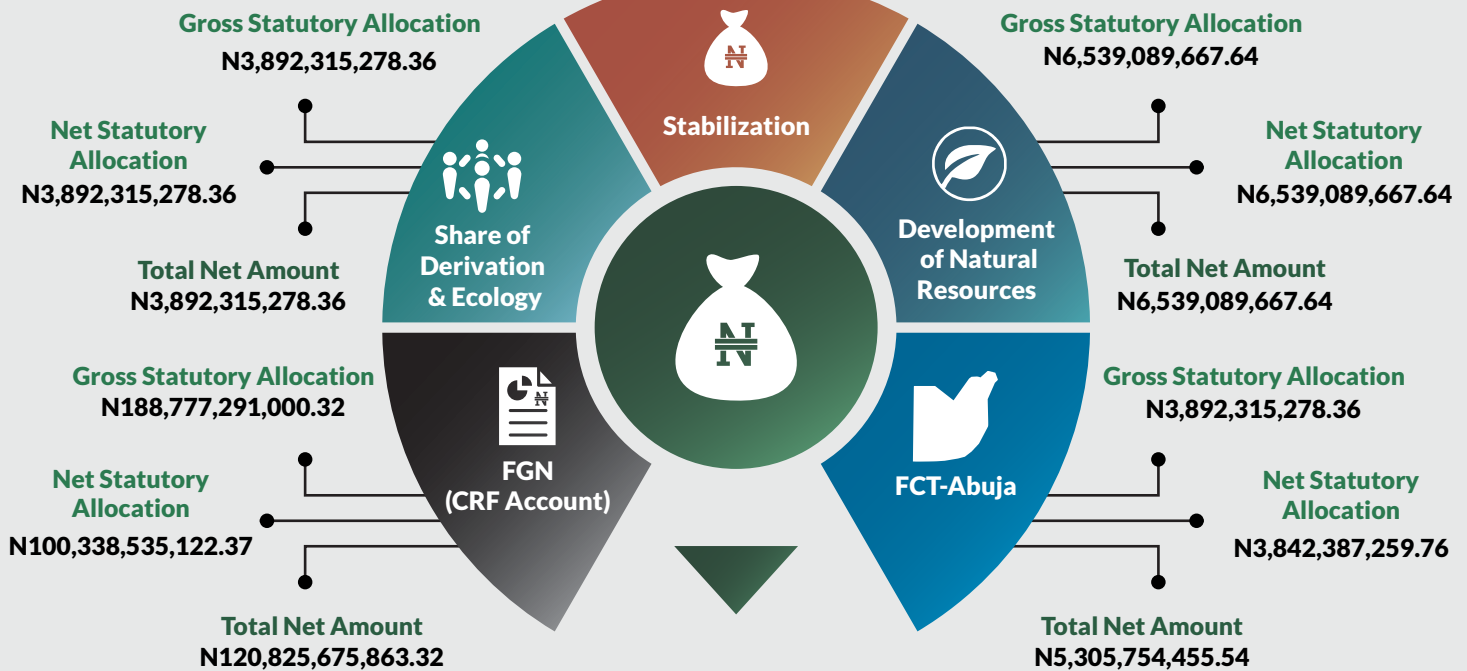 Gross Statutory Allocation
N3,892,315,278.36
Net Statutory
Allocation
N3,892,315,278.36
Total Net Amount
N3,892,315,278.36
Share of
Derivation
& Ecology
₦
Stabilization
Gross Statutory Allocation
N6,539,089,667.64
Net Statutory
Allocation
N6,539,089,667.64
Total Net Amount
N6,539,089,667.64
Development
of Natural
Resources
₦
Gross Statutory Allocation
N188,777,291,000.32
Net Statutory
Allocation
N100,338,535,122.37
Total Net Amount
N120,825,675,863.32
₦
FGN
(CRF Account)
Gross Statutory Allocation
N3,892,315,278.36
Net Statutory
Allocation
N3,842,387,259.76
Total Net Amount
N5,305,754,455.54
FCT-Abuja